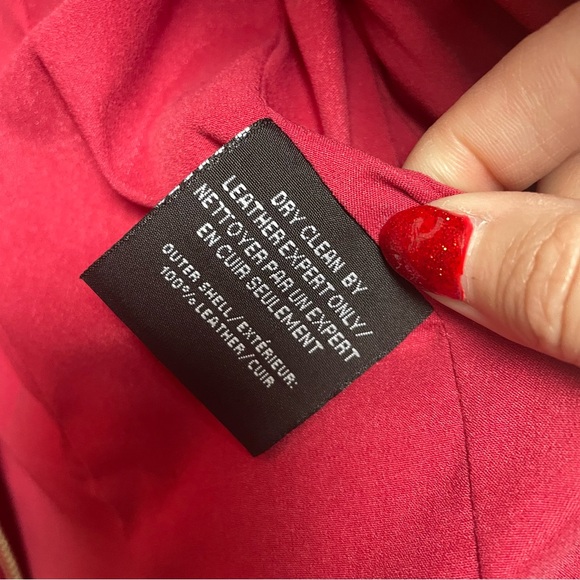 DRY CLEAN BY
LEATHER EXPERT ONLY/
NETTOYER PAR UN EXPERT
EN CUIR SEULEMENT
OUTER SHELL/EXTÉRIEUR:
100% LEATHER/CUIR